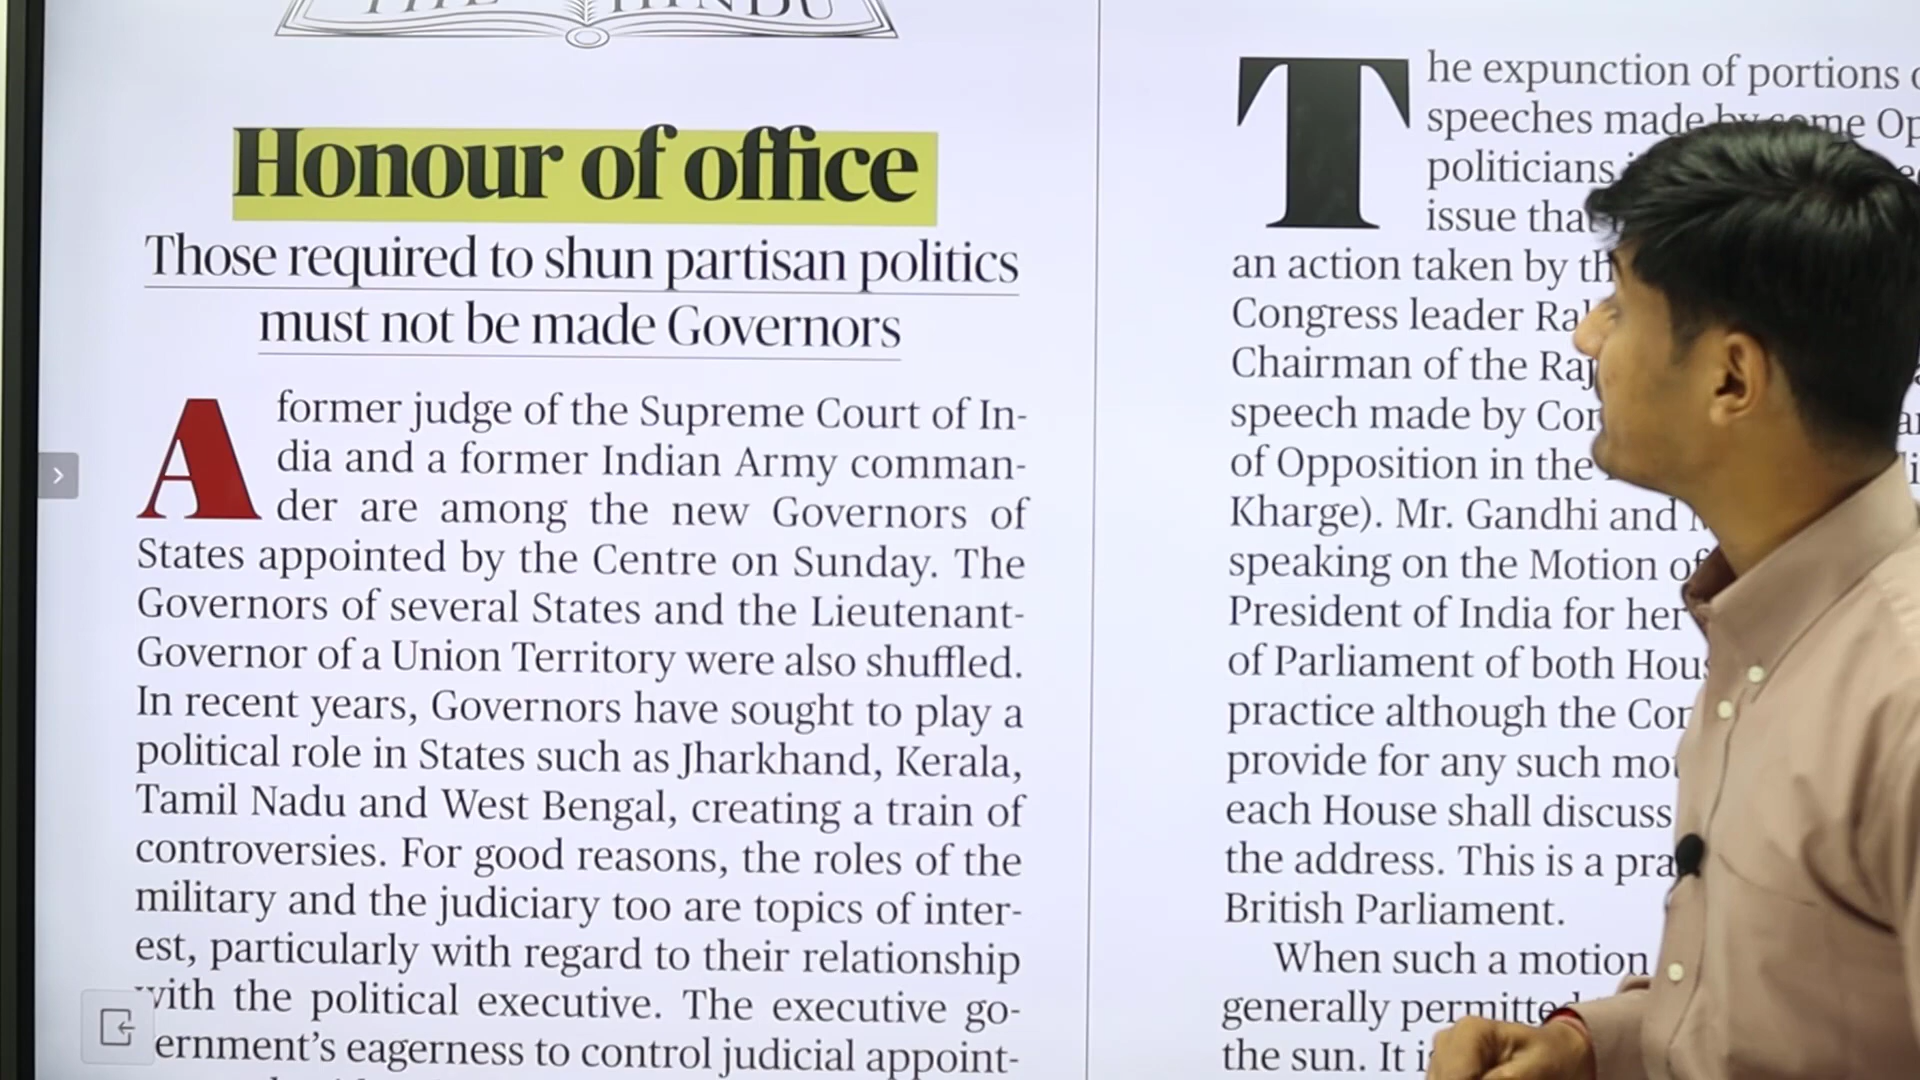 THE HINDU
Honour of office
Those required to shun partisan politics
must not be made Governors
A former judge of the Supreme Court of In-
dia and a former Indian Army comman-
der are among the new Governors of
States appointed by the Centre on Sunday. The
Governors of several States and the Lieutenant-
Governor of a Union Territory were also shuffled.
In recent years, Governors have sought to play a
political role in States such as Jharkhand, Kerala,
Tamil Nadu and West Bengal, creating a train of
controversies. For good reasons, the roles of the
military and the judiciary too are topics of inter-
est, particularly with regard to their relationship
with the political executive. The executive go-
ernment's eagerness to control judicial appoint-
The expunction of portions
speeches made by some
politicians
issue
an action taken by
Congress leader
Chairman of the
speech made by
of Opposition in the
Kharge). Mr. Gandhi and
speaking on the Motion of
President of India for her
of Parliament of both
practice although the
provide for any such
each House shall discuss
the address. This is a
British Parliament.
When such a motion
generally
the sun. It